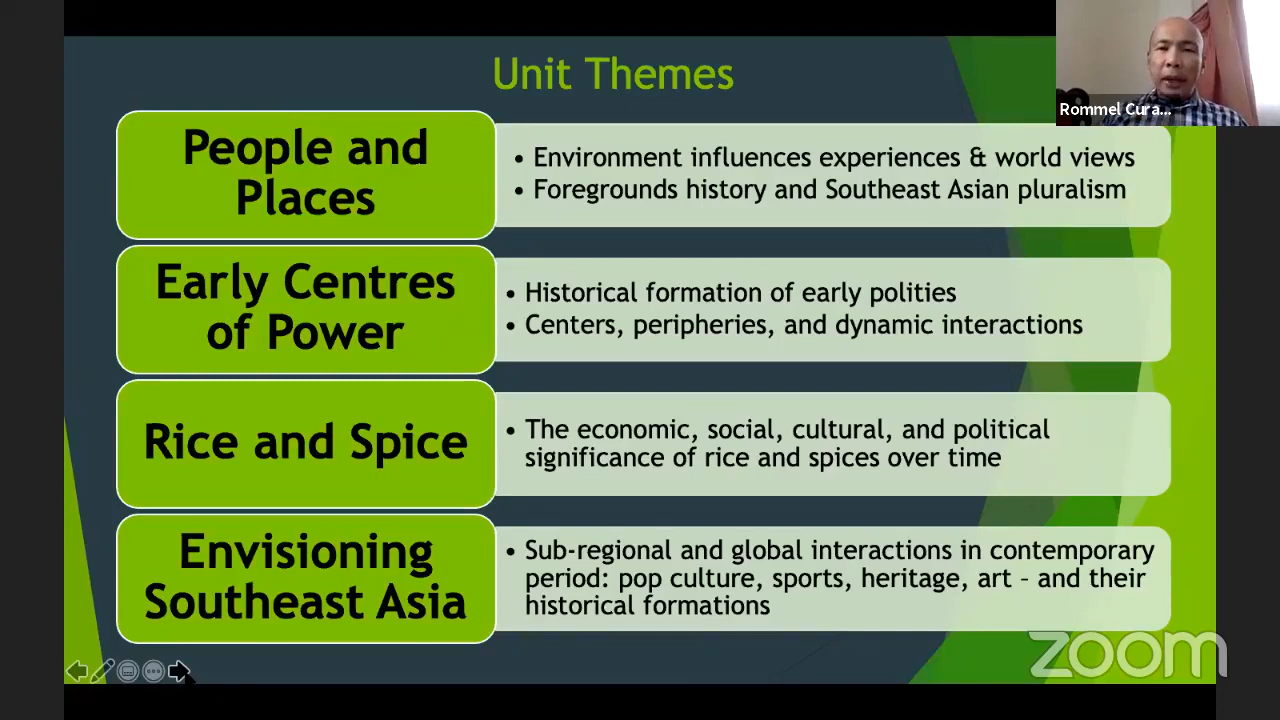 Unit Themes
People and
Places
• Environment influences experiences & world views
• Foregrounds history and Southeast Asian pluralism
Early Centres
of Power
• Historical formation of early polities
• Centers, peripheries, and dynamic interactions
Rice and Spice
• The economic, social, cultural, and political
significance of rice and spices over time
Envisioning
Southeast Asia
• Sub-regional and global interactions in contemporary
period: pop culture, sports, heritage, art – and their
historical formations
Rommel Cura...
zoom